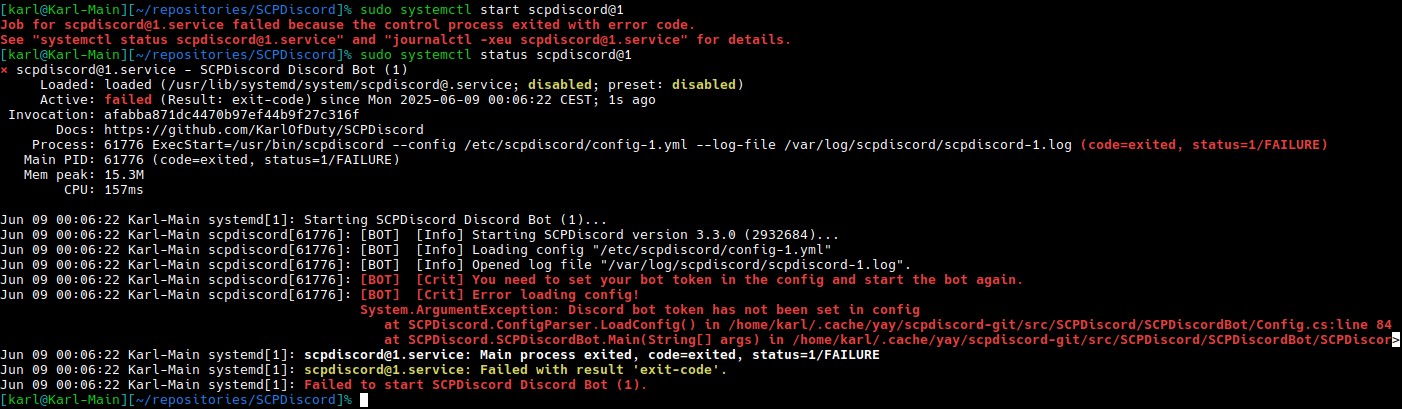 [karl@Karl-Main][~/repositories/SCPDiscord]% sudo systemctl start scpdiscord@1
Job for scpdiscord@1.service failed because the control process exited with error code.
See "systemctl status scpdiscord@1.service" and "journalctl -xeu scpdiscord@1.service" for details.
[karl@Karl-Main][~/repositories/SCPDiscord]% sudo systemctl status scpdiscord@1
× scpdiscord@1.service - SCPDiscord Discord Bot (1)
     Loaded: loaded (/usr/lib/systemd/system/scpdiscord@.service; disabled; preset: disabled)
     Active: failed (Result: exit-code) since Mon 2025-06-09 00:06:22 CEST; 1s ago
 Invocation: afabba871dc4470b97ef44b9f27c316f
       Docs: https://github.com/KarlOfDuty/SCPDiscord
    Process: 61776 ExecStart=/usr/bin/scpdiscord --config /etc/scpdiscord/config-1.yml --log-file /var/log/scpdiscord/scpdiscord-1.log (code=exited, status=1/FAILURE)
   Main PID: 61776 (code=exited, status=1/FAILURE)
   Mem peak: 15.3M
        CPU: 157ms

Jun 09 00:06:22 Karl-Main systemd[1]: Starting SCPDiscord Discord Bot (1)...
Jun 09 00:06:22 Karl-Main scpdiscord[61776]: [BOT]  [Info] Starting SCPDiscord version 3.3.0 (2932684)...
Jun 09 00:06:22 Karl-Main scpdiscord[61776]: [BOT]  [Info] Loading config "/etc/scpdiscord/config-1.yml"
Jun 09 00:06:22 Karl-Main scpdiscord[61776]: [BOT]  [Info] Opened log file "/var/log/scpdiscord/scpdiscord-1.log".
Jun 09 00:06:22 Karl-Main scpdiscord[61776]: [BOT]  [Crit] You need to set your bot token in the config and start the bot again.
Jun 09 00:06:22 Karl-Main scpdiscord[61776]: [BOT]  [Crit] Error loading config!
                                             System.ArgumentException: Discord bot token has not been set in config
                                                at SCPDiscord.ConfigParser.LoadConfig() in /home/karl/.cache/yay/scpdiscord-git/src/SCPDiscord/SCPDiscordBot/Config.cs:line 84
                                                at SCPDiscord.SCPDiscordBot.Main(String[] args) in /home/karl/.cache/yay/scpdiscord-git/src/SCPDiscord/SCPDiscordBot/SCPDiscor>
Jun 09 00:06:22 Karl-Main systemd[1]: scpdiscord@1.service: Main process exited, code=exited, status=1/FAILURE
Jun 09 00:06:22 Karl-Main systemd[1]: scpdiscord@1.service: Failed with result 'exit-code'.
Jun 09 00:06:22 Karl-Main systemd[1]: Failed to start SCPDiscord Discord Bot (1).
[karl@Karl-Main][~/repositories/SCPDiscord]%